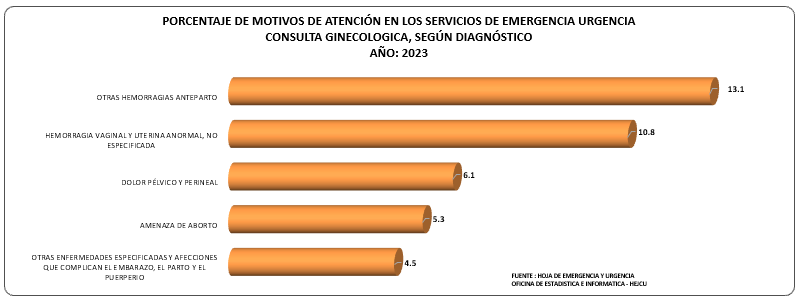 PORCENTAJE DE MOTIVOS DE ATENCIÓN EN LOS SERVICIOS DE EMERGENCIA URGENCIA
CONSULTA GINECOLOGICA, SEGÚN DIAGNÓSTICO
AÑO: 2023
OTRAS HEMORRAGIAS ANTEPARTO
13.1
HEMORRAGIA VAGINAL Y UTERINA ANORMAL, NO
ESPECIFICADA
10.8
DOLOR PÉLVICO Y PERINEAL
6.1
AMENAZA DE ABORTO
5.3
OTRAS ENFERMEDADES ESPECIFICADAS Y AFECCIONES
QUE COMPLICAN EL EMBARAZO, EL PARTO Y EL
PUERPERIO
4.5
FUENTE : HOJA DE EMERGENCIA Y URGENCIA
OFICINA DE ESTADISTICA E INFORMATICA - HEJCU